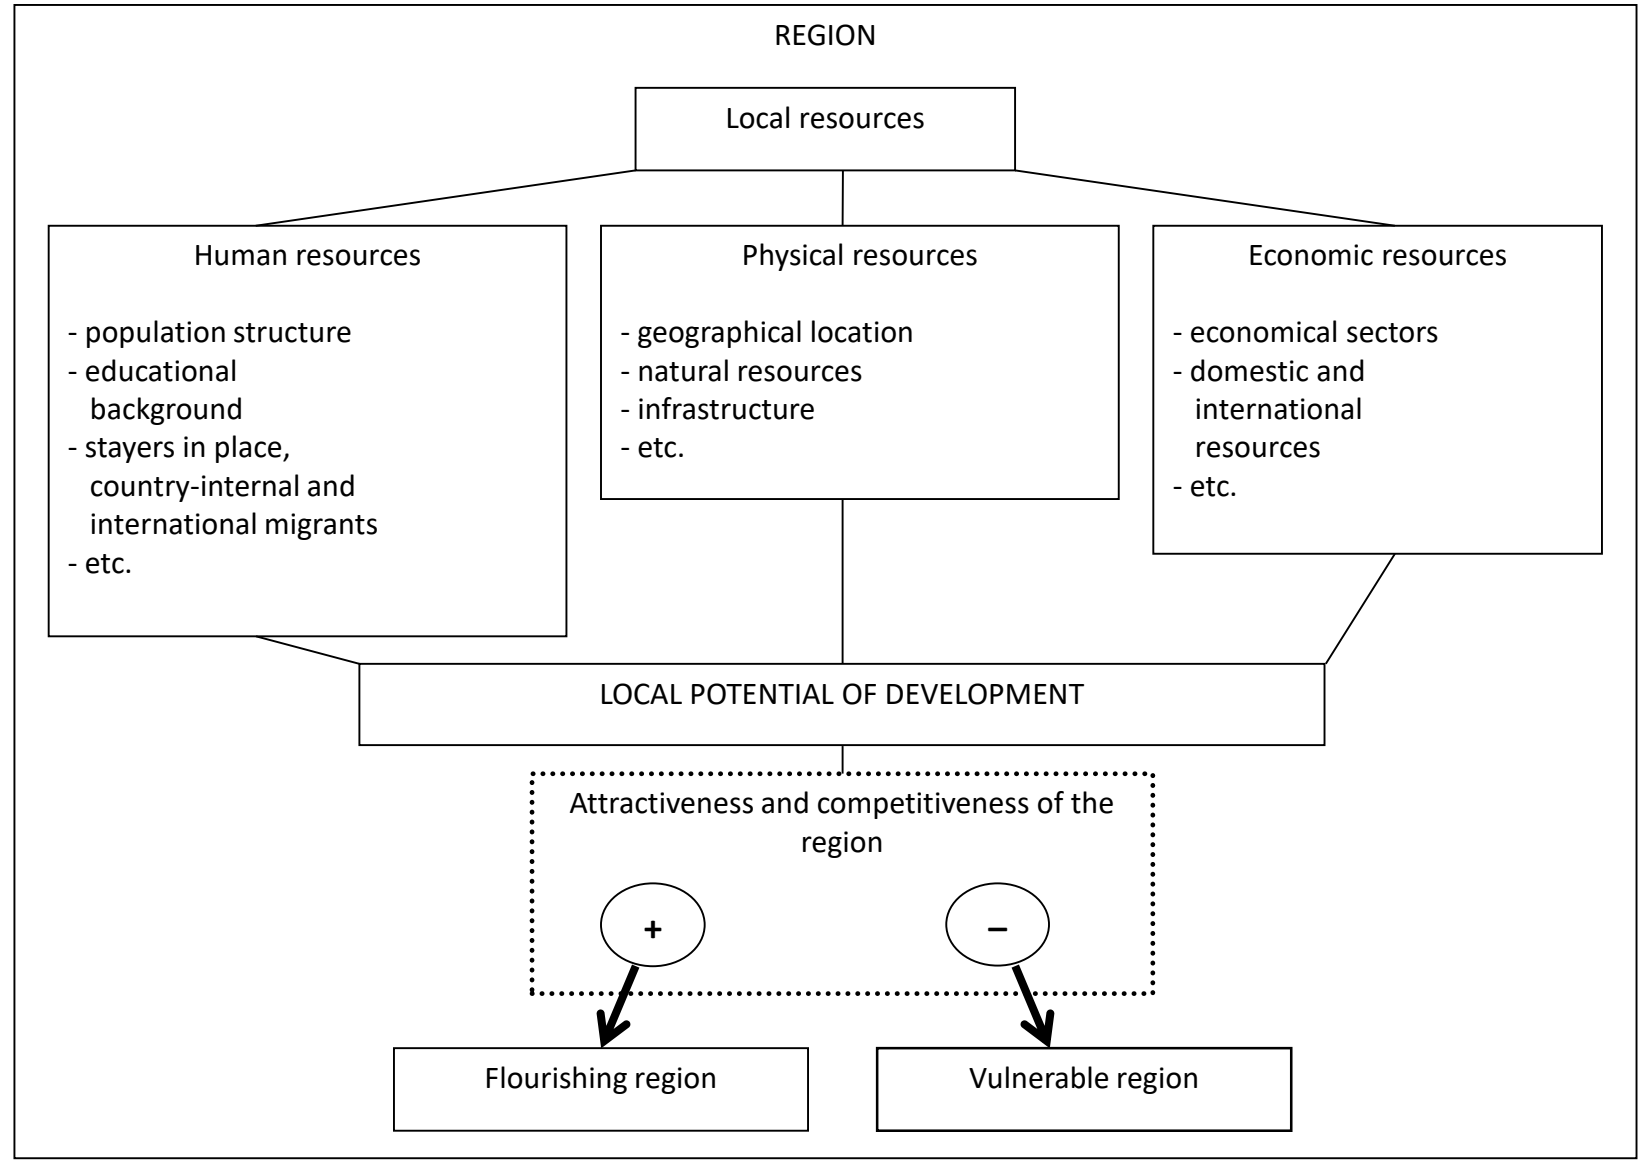 REGION
Local resources
Human resources
- population structure
- educational
background
- stayers in place,
country-internal and
international migrants
- etc.
Physical resources
- geographical location
- natural resources
- infrastructure
- etc.
Economic resources
- economical sectors
- domestic and
international
resources
- etc.
LOCAL POTENTIAL OF DEVELOPMENT
Attractiveness and competitiveness of the
region
+
–
Flourishing region
Vulnerable region